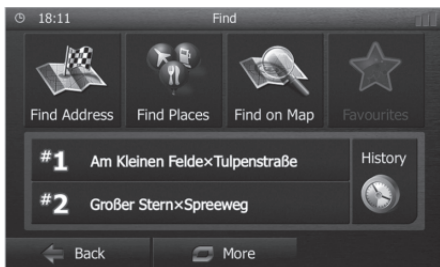 18:11 Find
Find Address Find Places Find on Map Favourites
#1 Am Kleinen Felde×Tulpenstraße History
#2 Großer Stern×Spreeweg
Back More